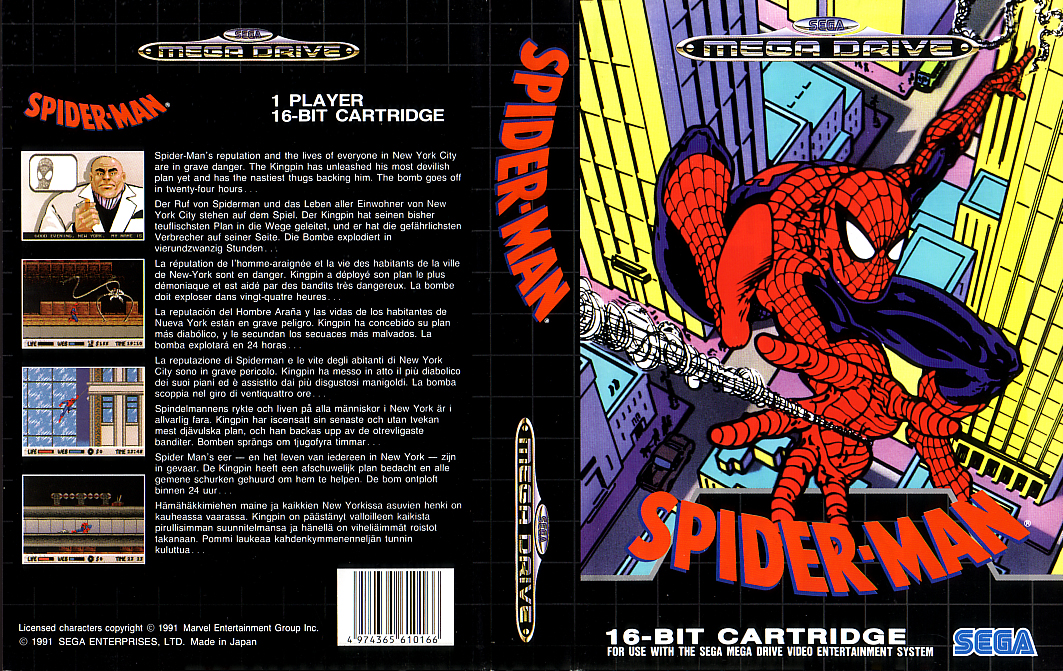 SEGA
MEGA DRIVE
SPIDER-MAN®
1 PLAYER
16-BIT CARTRIDGE
GOOD EVENING, NEW YORK. MY NAME IS
Spider-Man's reputation and the lives of everyone in New York City
are in grave danger. The Kingpin has unleashed his most devilish
plan yet and has the nastiest thugs backing him. The bomb goes off
in twenty-four hours...
Der Ruf von Spiderman und das Leben aller Einwohner von New
York City stehen auf dem Spiel. Der Kingpin hat seinen bisher
teuflischsten Plan in die Wege geleitet, und er hat die gefährlichsten
Verbrecher auf seiner Seite. Die Bombe explodiert in
vierundzwanzig Stunden...
La réputation de l'homme-araignée et la vie des habitants de la ville
de New-York sont en danger. Kingpin a déployé son plan le plus
démoniaque et est aidé par des bandits très dangereux. La bombe
doit exploser dans vingt-quatre heures...
La reputación del Hombre Araña y las vidas de los habitantes de
Nueva York están en grave peligro. Kingpin ha concebido su plan
más diabólico, y le secundan los secuaces más malvados. La
bomba explotará en 24 horas...
La reputazione di Spiderman e le vite degli abitanti di New York
City sono in grave pericolo. Kingpin ha messo in atto il più diabolico
dei suoi piani ed è assistito dai più disgustosi manigoldi. La bomba
scoppia nel giro di ventiquattro ore...
Spindelmannens rykte och liven på alla människor i New York är i
allvarlig fara. Kingpin har iscensatl sin senaste och utan tvekan
mest djävulska plan, och han backas upp av de otrevligaste
banditer. Bomben sprängs om tjugofyra timmar...
Spider Man's eer — en het leven van iedereen in New York — zijn
in gevaar. De Kingpin heeft een afschuwelijk plan bedacht en alle
gemene schurken gehuurd om hem te helpen. De bom ontploft
binnen 24 uur...
Hämähäkkimiehen maine ja kaikkien New Yorkissa asuvien henki on
kauheassa vaarassa. Kingpin on päästänyt valloilleen kaikista
pirullisimman suunnitelmansa ja hänellä on viheliäimmät roistot
takanaan. Pommi laukeaa kahdenkymmenenneljän tunnin
kuluttua...
LIFE WEB TIME
LIFE WEB TIME
LIFE WEB TIME
Licensed characters copyright © 1991 Marvel Entertainment Group Inc.
© 1991 SEGA ENTERPRISES, LTD. Made in Japan
4 974365 610166
SPIDER-MAN®
SEGA
MEGA DRIVE
SEGA
MEGA DRIVE
SPIDER-MAN®
16-BIT CARTRIDGE
FOR USE WITH THE SEGA MEGA DRIVE VIDEO ENTERTAINMENT SYSTEM
SEGA